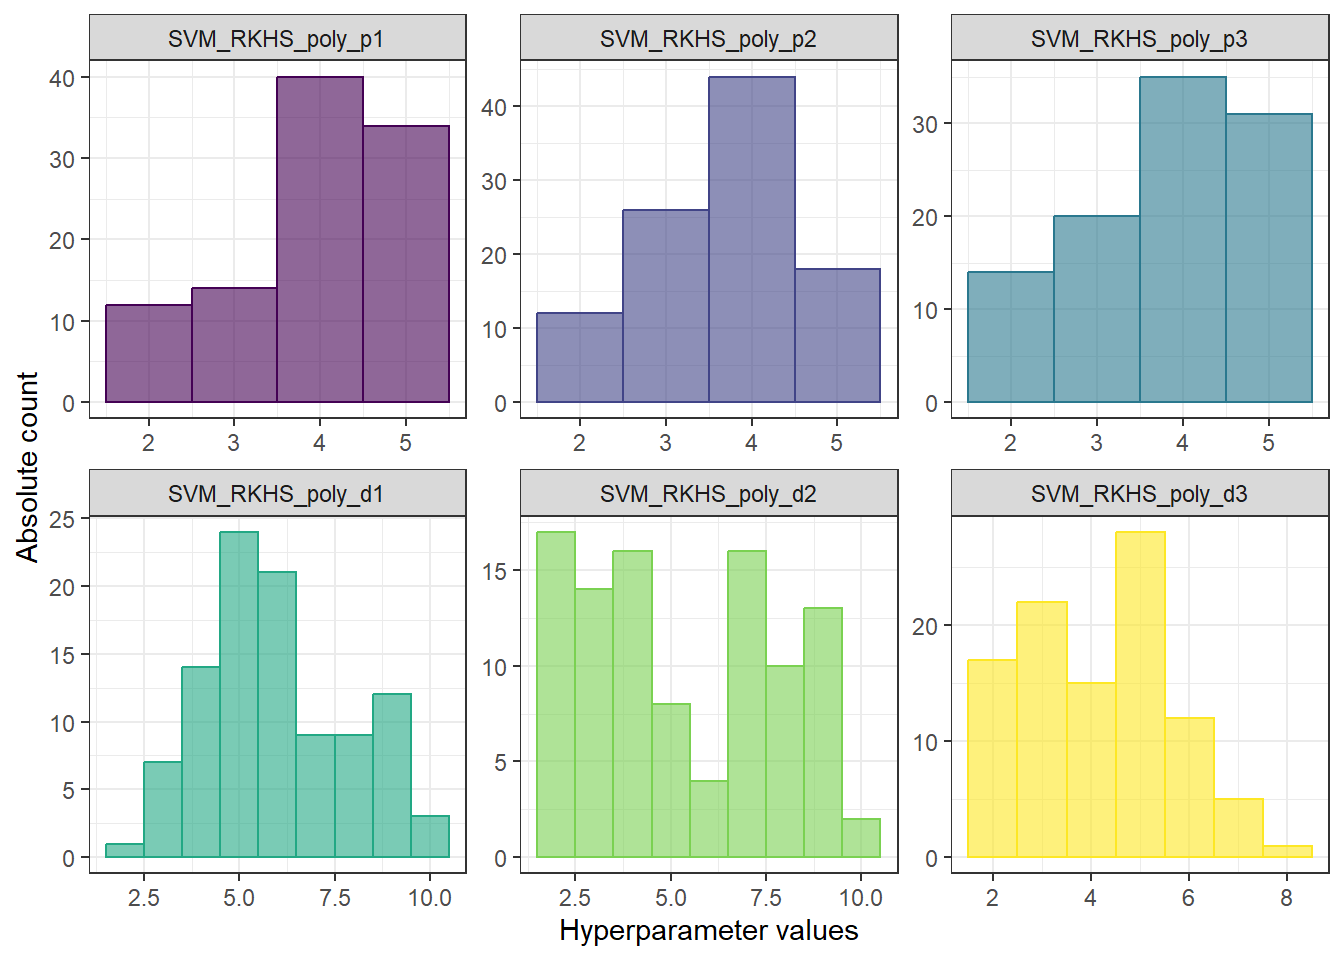 SVM_RKHS_poly_p1
SVM_RKHS_poly_p2
SVM_RKHS_poly_p3
40
30
20
10
0
2 3 4 5
40
30
20
10
0
2 3 4 5
30
20
10
0
2 3 4 5
Absolute count
SVM_RKHS_poly_d1
SVM_RKHS_poly_d2
SVM_RKHS_poly_d3
25
20
15
10
5
0
2.5 5.0 7.5 10.0
15
10
5
0
2.5 5.0 7.5 10.0
20
10
0
2 4 6 8
Hyperparameter values